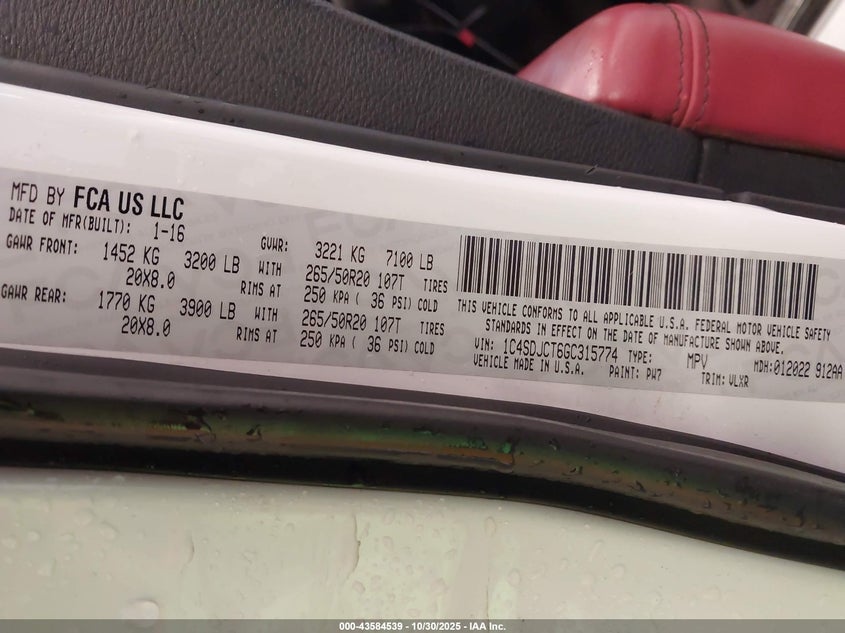 MFD BY FCA US LLC
DATE OF MFR(BUILT): 1-16
GVWR: 3221 KG 7100 LB
GAWR FRONT: 1452 KG 3200 LB WITH 265/50R20 107T TIRES
20X8.0 RIMS AT 250 KPA ( 36 PSI) COLD
GAWR REAR: 1770 KG 3900 LB WITH 265/50R20 107T TIRES
20X8.0 RIMS AT 250 KPA ( 36 PSI) COLD
THIS VEHICLE CONFORMS TO ALL APPLICABLE U.S.A. FEDERAL MOTOR VEHICLE SAFETY
STANDARDS IN EFFECT ON THE DATE OF MANUFACTURE SHOWN ABOVE.
VIN: 1C4SDJCT6GC315774 TYPE: MPV MDH:012022 912AA
VEHICLE MADE IN U.S.A. PAINT: PW7 TRIM: VLXR
000-43584539 - 10/30/2025 - IAA Inc.